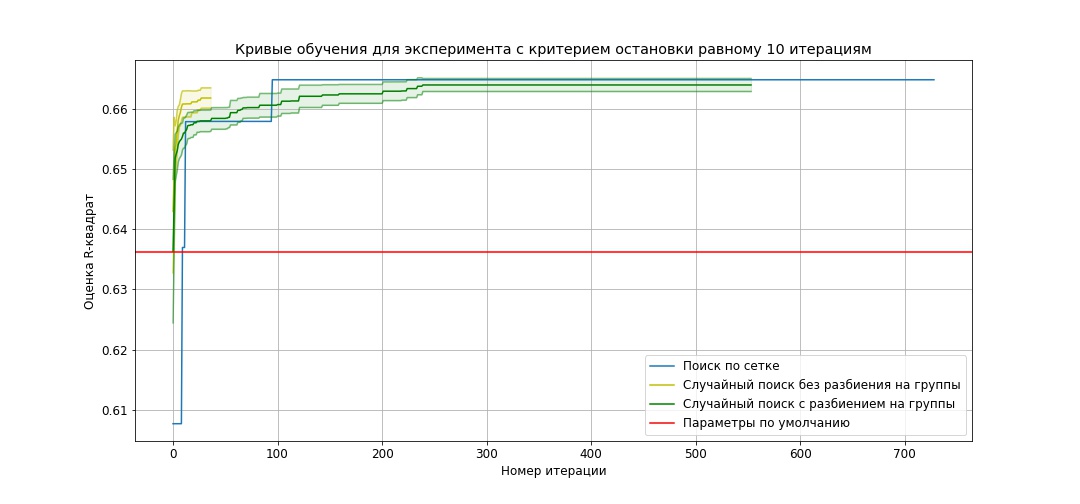 Кривые обучения для эксперимента с критерием остановки равному 10 итерациям
Оценка R-квадрат
0.66
0.65
0.64
0.63
0.62
0.61
Поиск по сетке
Случайный поиск без разбиения на группы
Случайный поиск с разбиением на группы
Параметры по умолчанию
0 100 200 300 400 500 600 700
Номер итерации